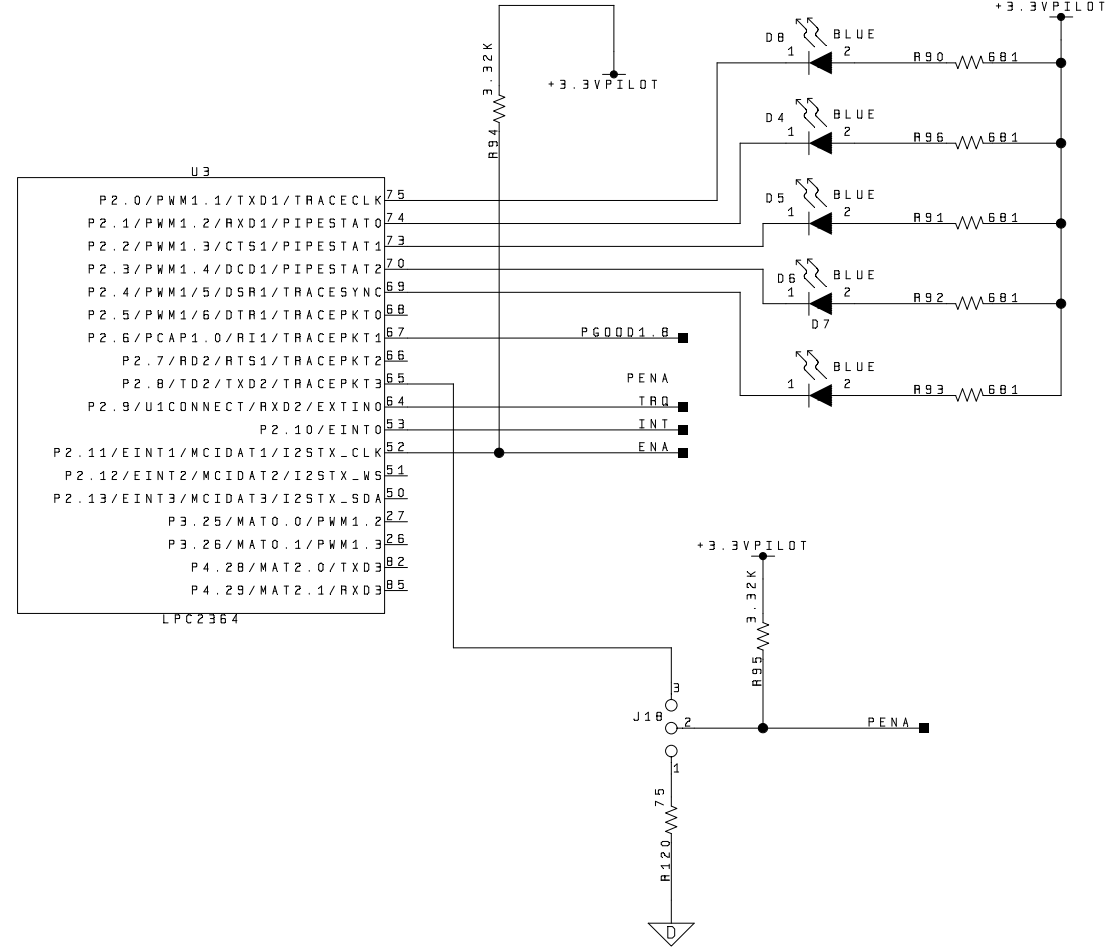 +3.3VPILOT
D8
BLUE
1
2
R90
681
3.32K
+3.3VPILOT
R94
D4
BLUE
1
2
R96
681
U3
P2.0/PWM1.1/TXD1/TRACECLK 75
P2.1/PWM1.2/RXD1/PIPESTAT0 74
D5
BLUE
1
2
R91
681
P2.2/PWM1.3/CTS1/PIPESTAT1 73
P2.3/PWM1.4/DCD1/PIPESTAT2 70
D6
BLUE
1
2
R92
681
D7
P2.4/PWM1/5/DSR1/TRACESYNC 69
P2.5/PWM1/6/DTR1/TRACEPKT0 68
P2.6/PCAP1.0/RI1/TRACEPKT1 67
PGOOD1.8
P2.7/RD2/RTS1/TRACEPKT2 66
BLUE
1
2
R93
681
PENA
P2.8/TD2/TXD2/TRACEPKT3 65
P2.9/U1CONNECT/RXD2/EXTIN0 64
TRQ
P2.10/EINT0 53
INT
P2.11/EINT1/MCIDAT1/I2STX_CLK 52
ENA
P2.12/EINT2/MCIDAT2/I2STX_WS 51
P2.13/EINT3/MCIDAT3/I2STX_SDA 50
P3.25/MAT0.0/PWM1.2 27
P3.26/MAT0.1/PWM1.3 26
P4.28/MAT2.0/TXD3 82
P4.29/MAT2.1/RXD3 85
LPC2364
+3.3VPILOT
3.32K
R95
3
J18
2
PENA
1
75
R120
D